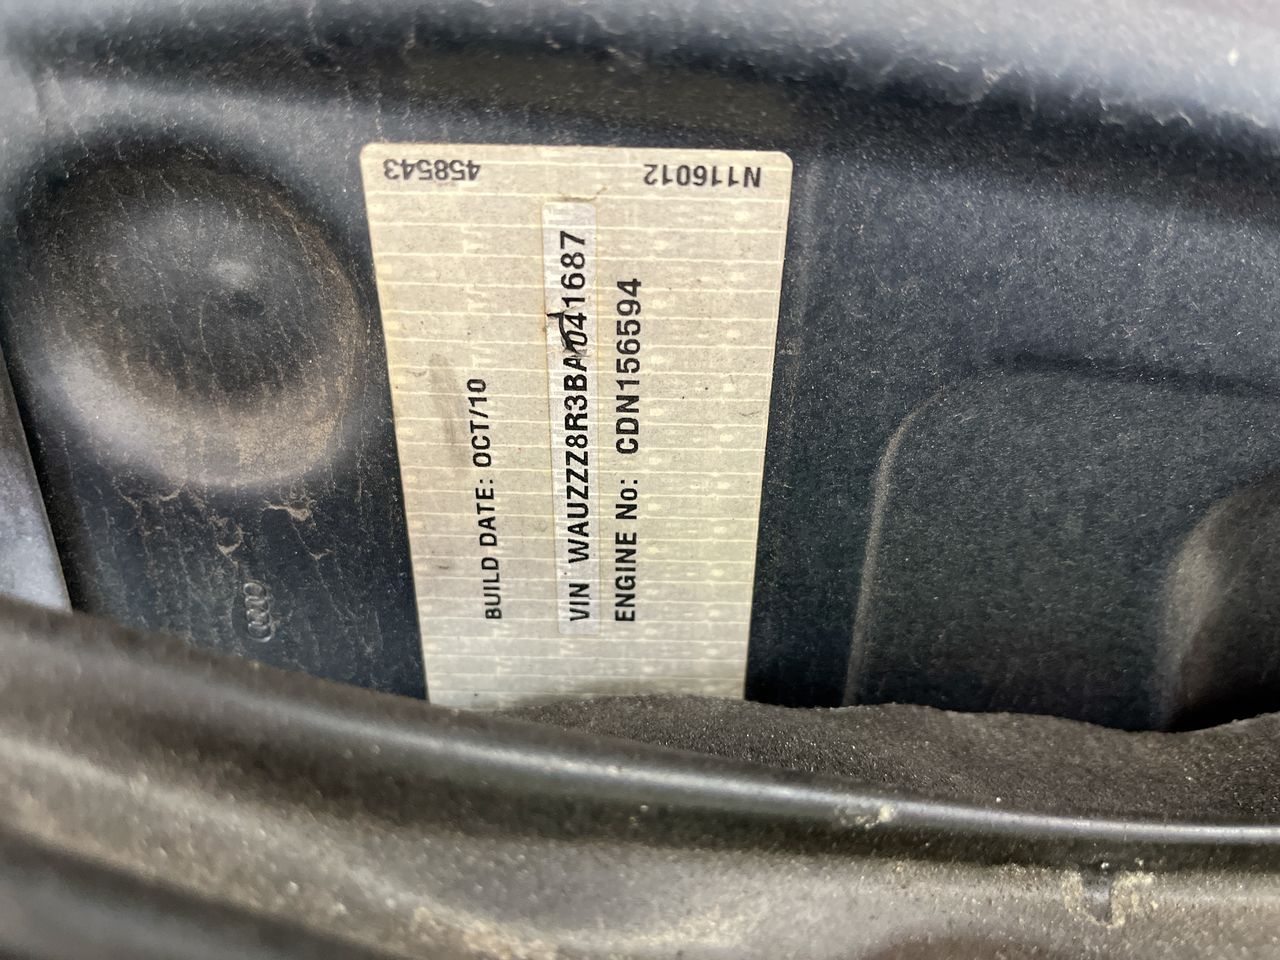 BUILD DATE: OCT/10
VIN WAUZZZ8R3BA041687
ENGINE No: CDN156594
N116012
458543